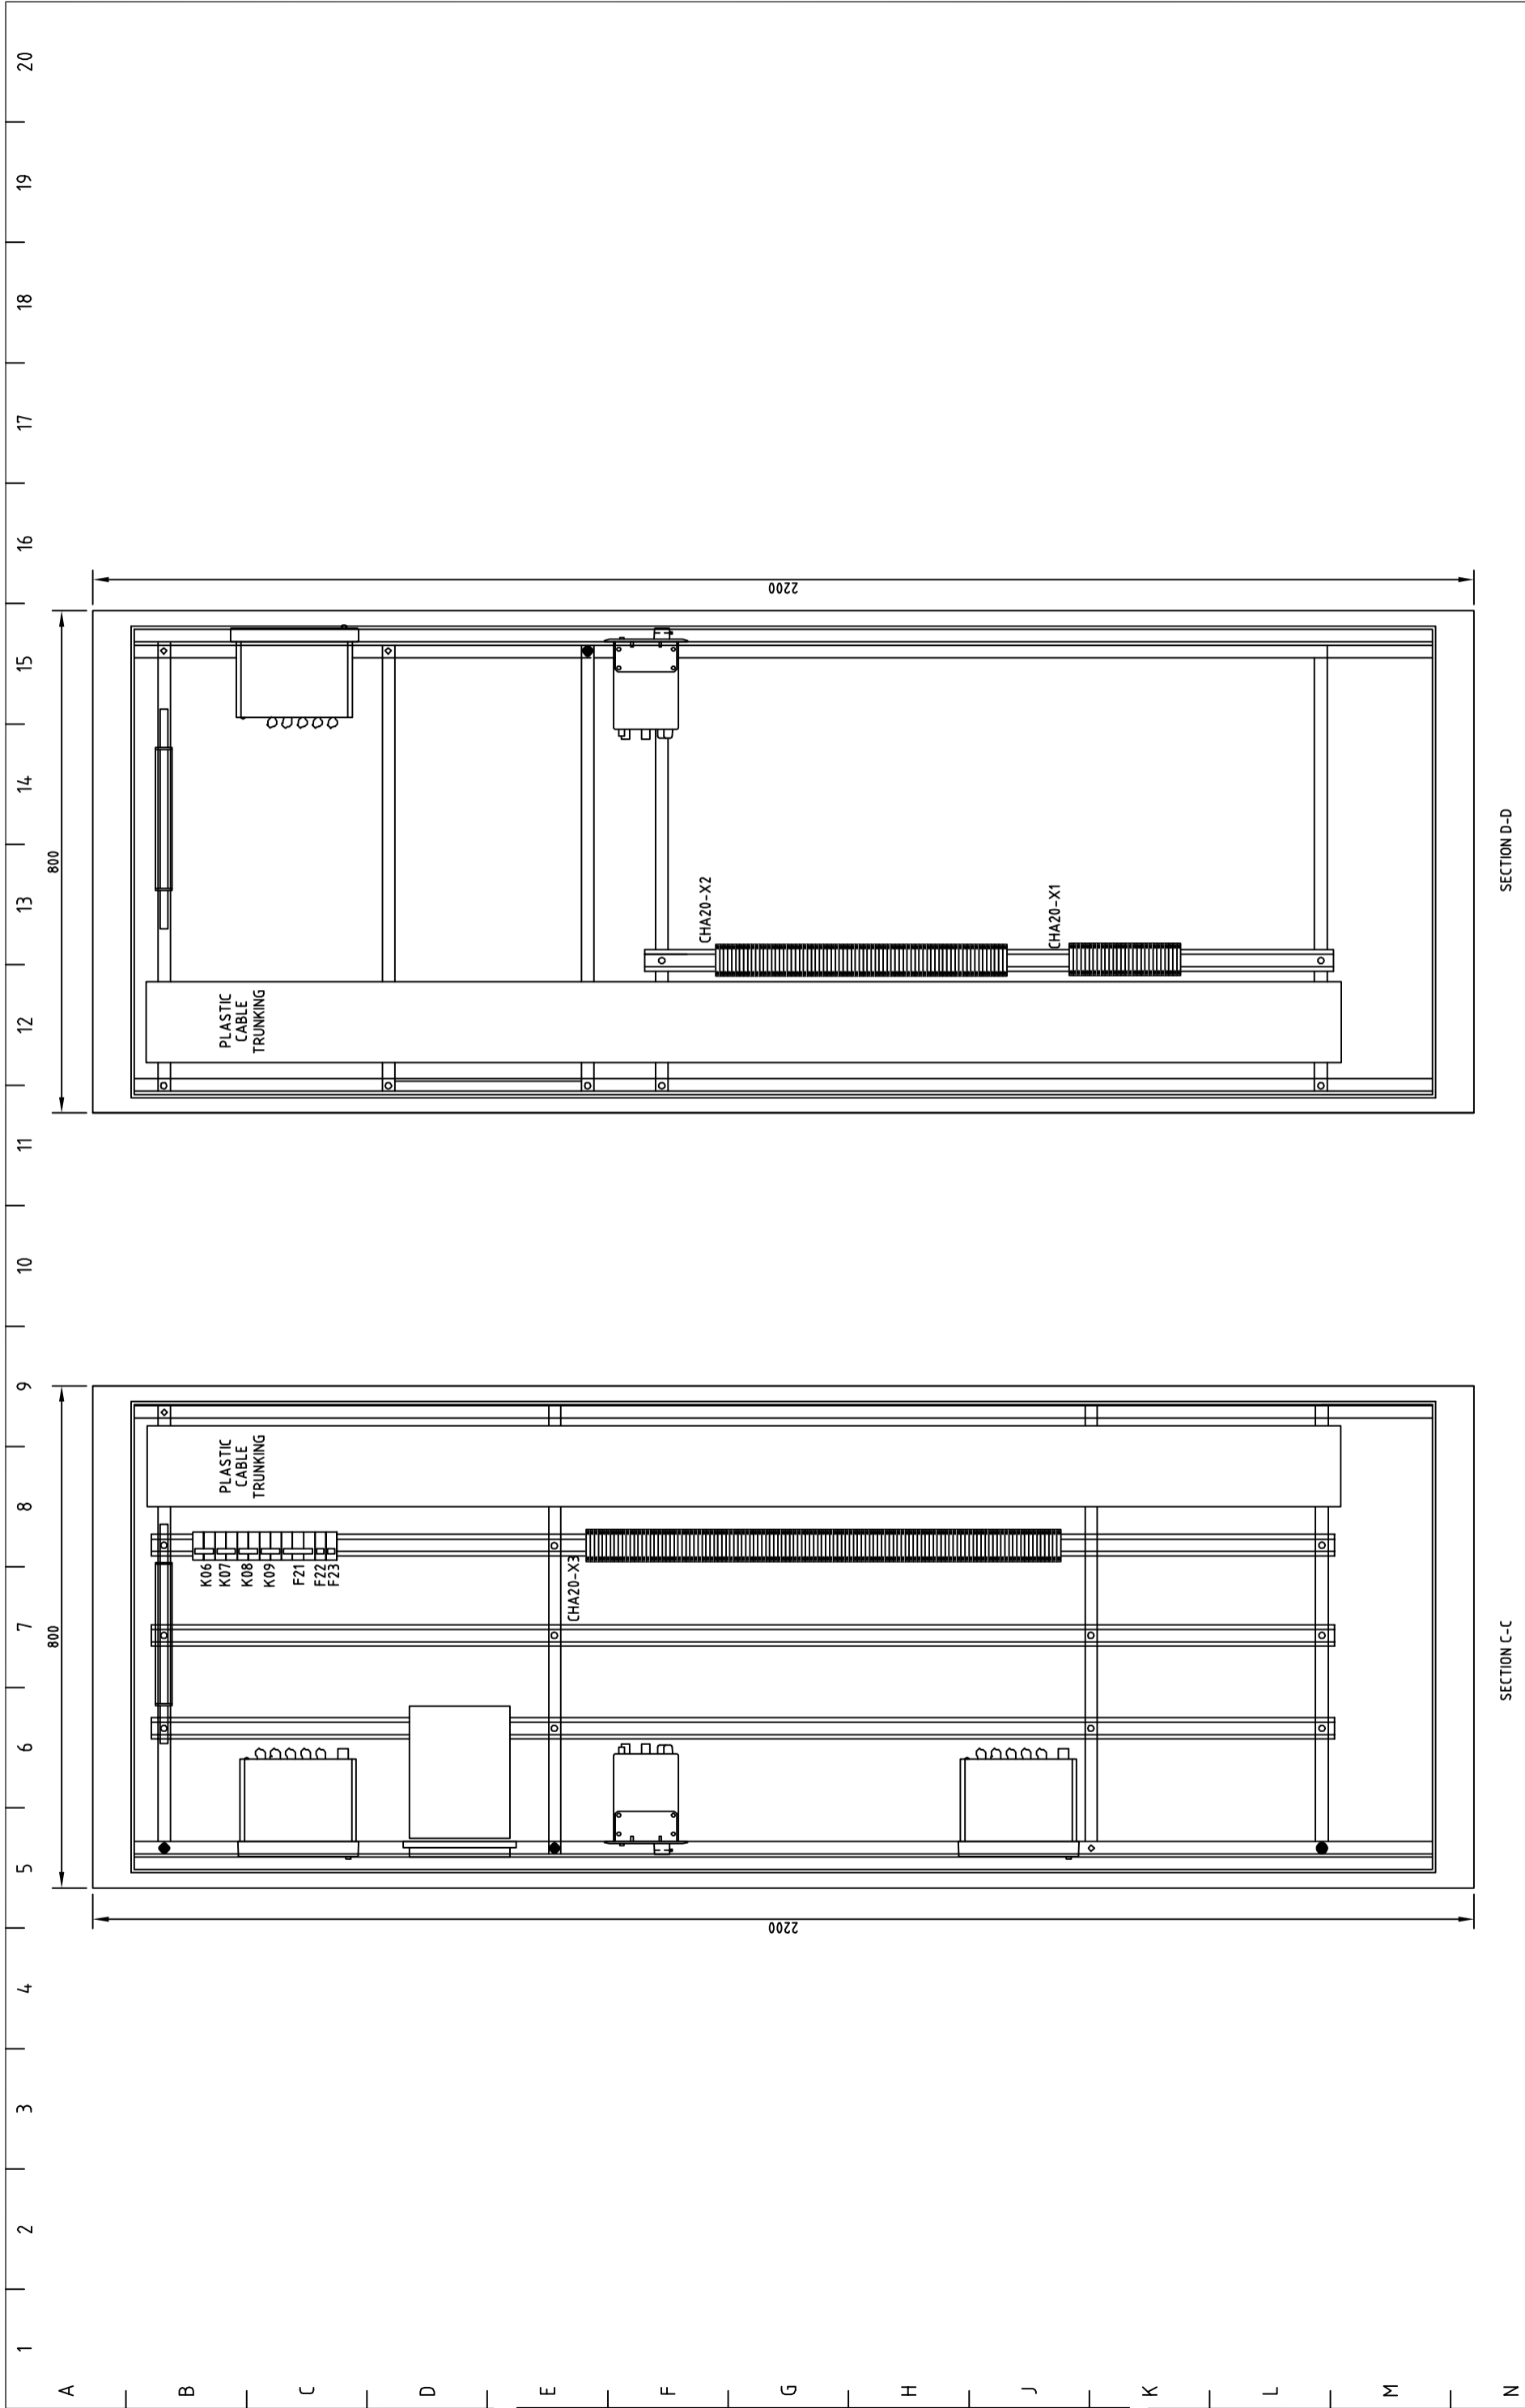 1
2
3
4
5
6
7
8
9
10
11
12
13
14
15
16
17
18
19
20
A
B
C
D
E
F
G
H
J
K
L
M
N
800
2200
PLASTIC
CABLE
TRUNKING
K06
K07
K08
K09
F21
F22
F23
CHA20-X3
SECTION C-C
800
2200
PLASTIC
CABLE
TRUNKING
CHA20-X2
CHA20-X1
SECTION D-D